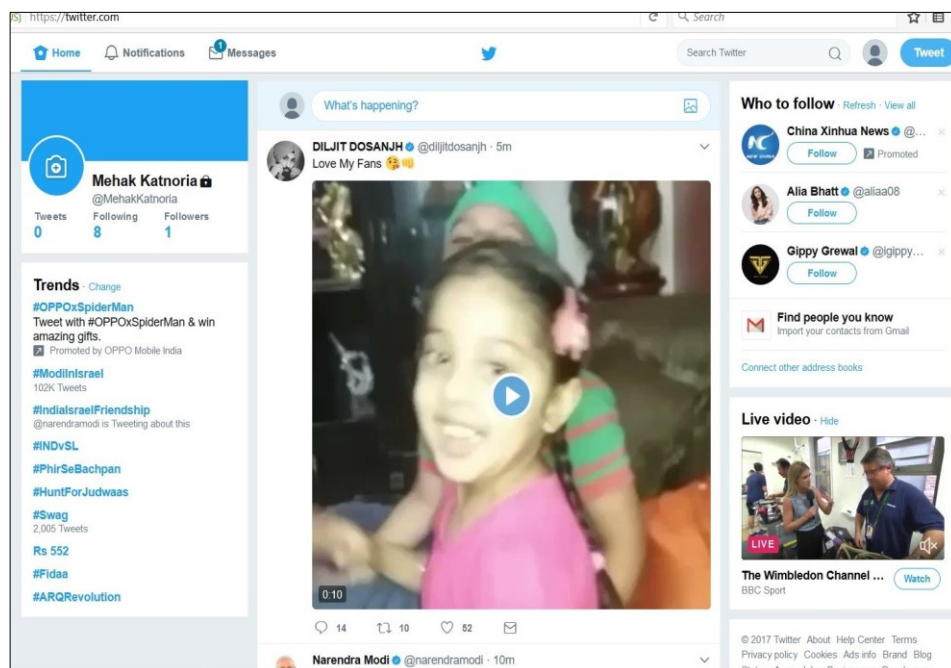 https://twitter.com
Search
Home
Notifications
1
Messages
Search Twitter
Tweet
Mehak Katnoria
@MehakKatnoria
Tweets
Following
Followers
0
8
1
Trends · Change
#OPPOxSpiderMan
Tweet with #OPPOxSpiderMan & win
amazing gifts.
Promoted by OPPO Mobile India
#ModiInIsrael
102K Tweets
#IndiaIsraelFriendship
@narendramodi is Tweeting about this
#INDvSL
#PhirSeBachpan
#HuntForJudwaas
#Swag
2,005 Tweets
Rs 552
#Fidaa
#ARQRevolution
What's happening?
DILJIT DOSANJH @diljitdosanjh · 5m
Love My Fans 😘👊
0:10
14
10
52
Narendra Modi @narendramodi · 10m
Who to follow · Refresh · View all
NEW CHINA
China Xinhua News @...
Follow
Promoted
Alia Bhatt @aliaa08
Follow
Gippy Grewal @igippy...
Follow
Find people you know
Import your contacts from Gmail
Connect other address books
Live video · Hide
LIVE
The Wimbledon Channel ...
BBC Sport
Watch
© 2017 Twitter About Help Center Terms
Privacy policy Cookies Ads info Brand Blog